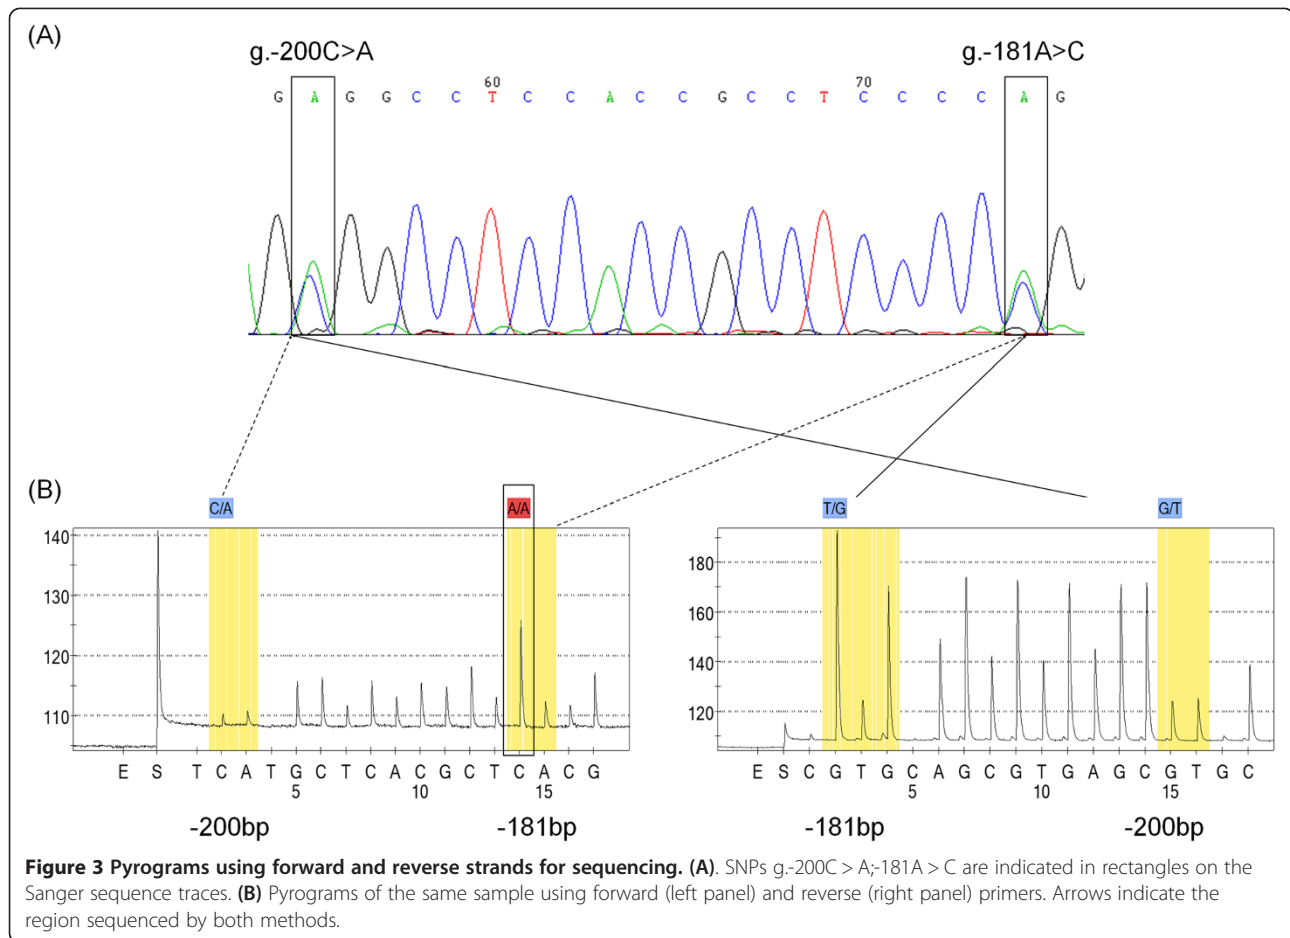 (A)
g.-200C>A g.-181A>C
60 70
G A G G C C T C C A C C G C C T C C C C A G
(B)
C/A A/A T/G G/T
140
130
120
110
180
160
140
120
E S T C A T G C T C A C G C T C A C G
5 10 15
E S C G T G C A G C G T G A G C G T G C
5 10 15
-200bp -181bp -181bp -200bp
Figure 3 Pyrograms using forward and reverse strands for sequencing. (A). SNPs g.-200C > A;-181A > C are indicated in rectangles on the
Sanger sequence traces. (B) Pyrograms of the same sample using forward (left panel) and reverse (right panel) primers. Arrows indicate the
region sequenced by both methods.